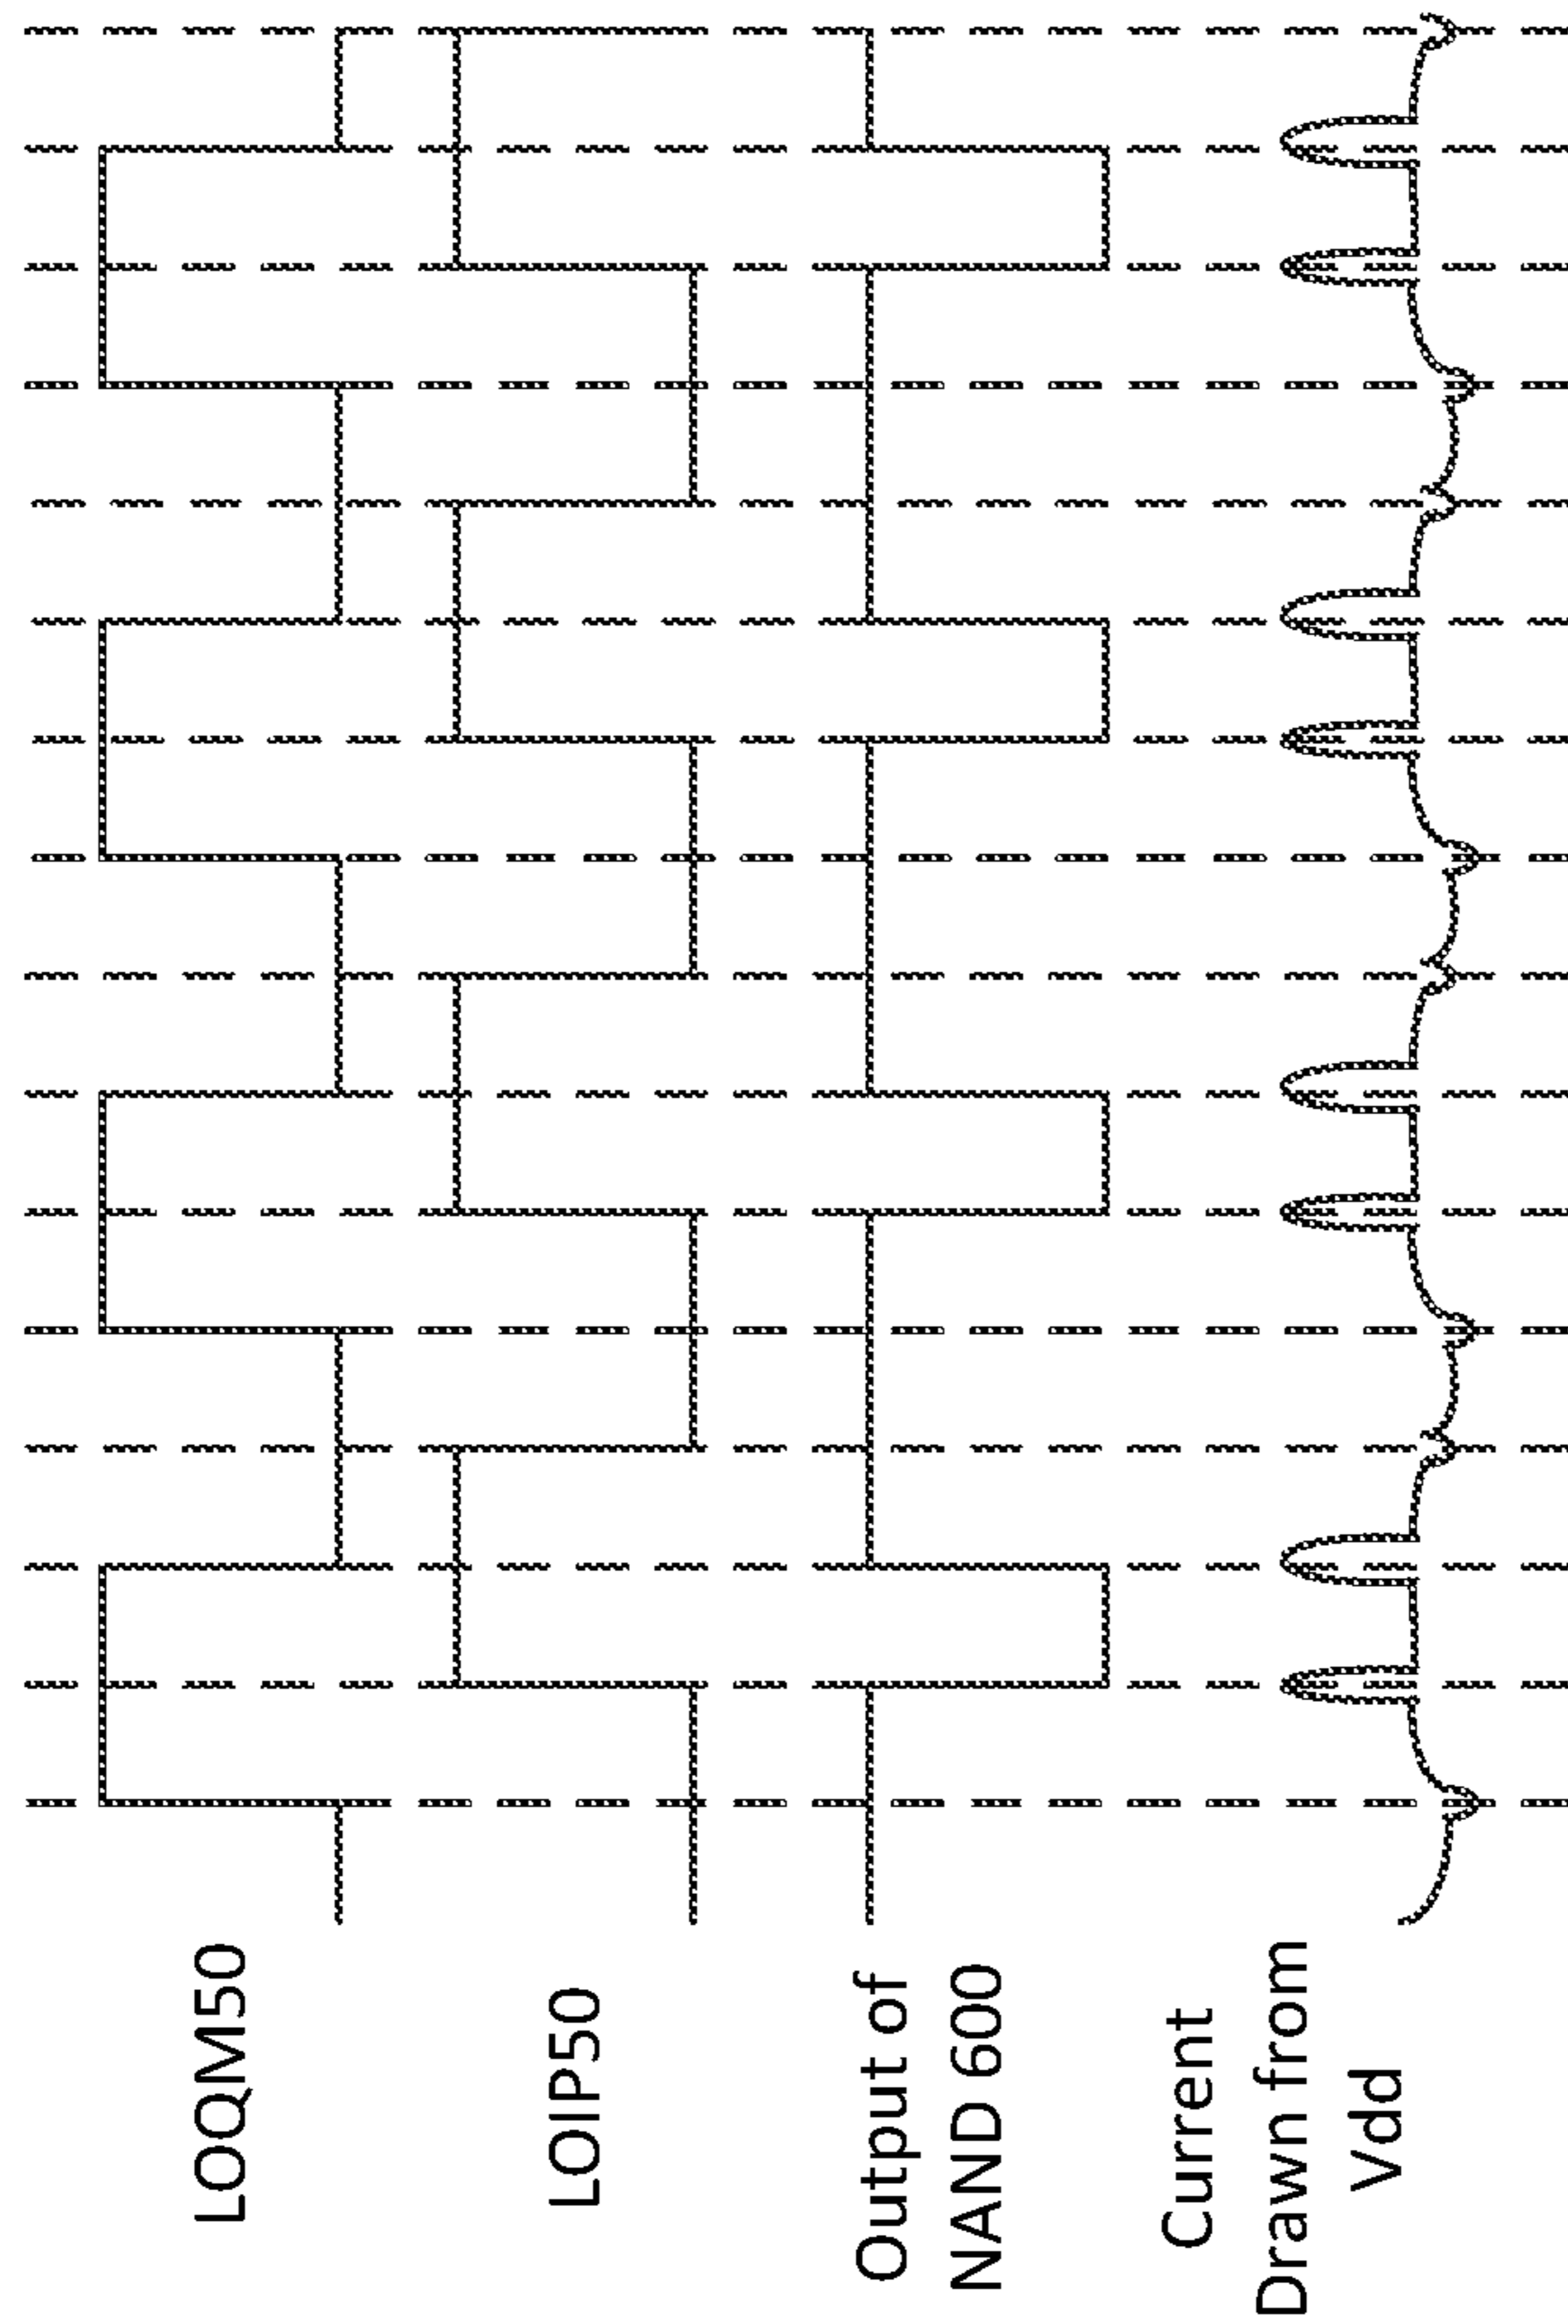 LOQM50
LOIP50
Output of
NAND 600
Current
Drawn from
Vdd